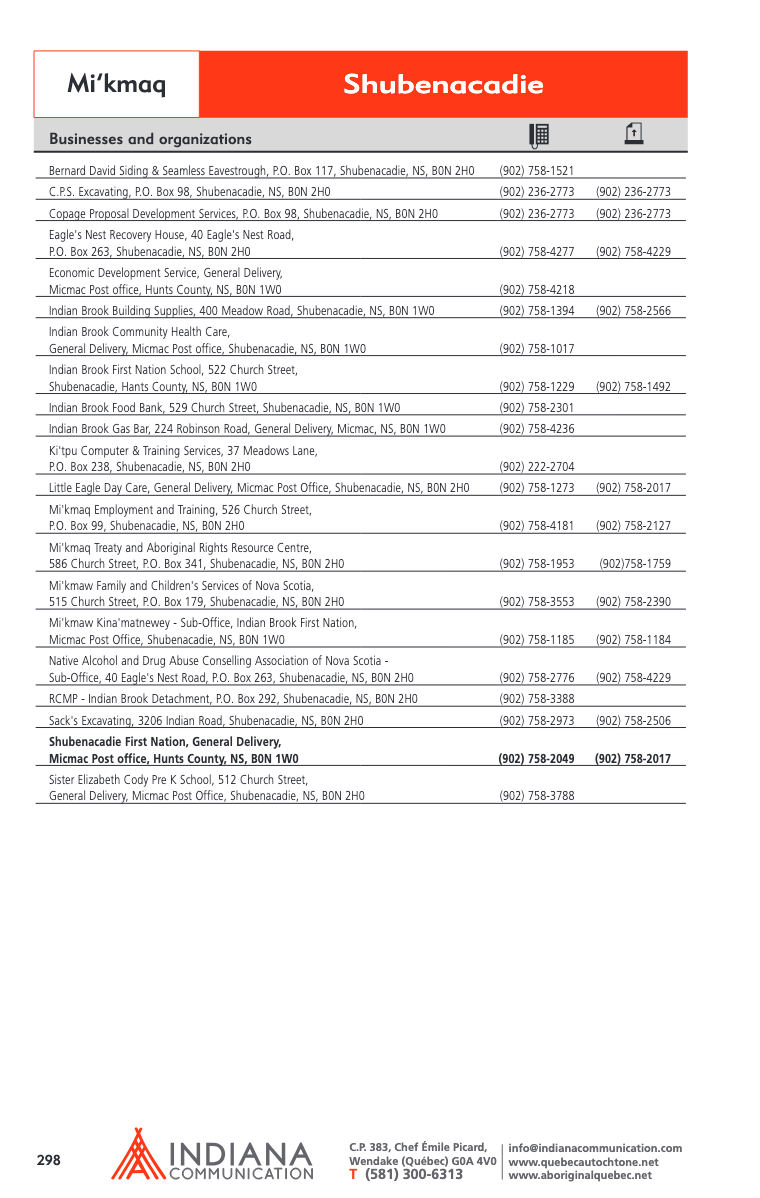 Mi'kmaq
Shubenacadie
Businesses and organizations
Bernard David Siding & Seamless Eavestrough, P.O. Box 117, Shubenacadie, NS, B0N 2H0 (902) 758-1521
C.P.S. Excavating, P.O. Box 98, Shubenacadie, NS, B0N 2H0 (902) 236-2773 (902) 236-2773
Copage Proposal Development Services, P.O. Box 98, Shubenacadie, NS, B0N 2H0 (902) 236-2773 (902) 236-2773
Eagle's Nest Recovery House, 40 Eagle's Nest Road,
P.O. Box 263, Shubenacadie, NS, B0N 2H0 (902) 758-4277 (902) 758-4229
Economic Development Service, General Delivery,
Micmac Post office, Hunts County, NS, B0N 1W0 (902) 758-4218
Indian Brook Building Supplies, 400 Meadow Road, Shubenacadie, NS, B0N 1W0 (902) 758-1394 (902) 758-2566
Indian Brook Community Health Care,
General Delivery, Micmac Post office, Shubenacadie, NS, B0N 1W0 (902) 758-1017
Indian Brook First Nation School, 522 Church Street,
Shubenacadie, Hants County, NS, B0N 1W0 (902) 758-1229 (902) 758-1492
Indian Brook Food Bank, 529 Church Street, Shubenacadie, NS, B0N 1W0 (902) 758-2301
Indian Brook Gas Bar, 224 Robinson Road, General Delivery, Micmac, NS, B0N 1W0 (902) 758-4236
Ki'tpu Computer & Training Services, 37 Meadows Lane,
P.O. Box 238, Shubenacadie, NS, B0N 2H0 (902) 222-2704
Little Eagle Day Care, General Delivery, Micmac Post Office, Shubenacadie, NS, B0N 2H0 (902) 758-1273 (902) 758-2017
Mi'kmaq Employment and Training, 526 Church Street,
P.O. Box 99, Shubenacadie, NS, B0N 2H0 (902) 758-4181 (902) 758-2127
Mi'kmaq Treaty and Aboriginal Rights Resource Centre,
586 Church Street, P.O. Box 341, Shubenacadie, NS, B0N 2H0 (902) 758-1953 (902)758-1759
Mi'kmaw Family and Children's Services of Nova Scotia,
515 Church Street, P.O. Box 179, Shubenacadie, NS, B0N 2H0 (902) 758-3553 (902) 758-2390
Mi'kmaw Kina'matnewey - Sub-Office, Indian Brook First Nation,
Micmac Post Office, Shubenacadie, NS, B0N 1W0 (902) 758-1185 (902) 758-1184
Native Alcohol and Drug Abuse Conselling Association of Nova Scotia -
Sub-Office, 40 Eagle's Nest Road, P.O. Box 263, Shubenacadie, NS, B0N 2H0 (902) 758-2776 (902) 758-4229
RCMP - Indian Brook Detachment, P.O. Box 292, Shubenacadie, NS, B0N 2H0 (902) 758-3388
Sack's Excavating, 3206 Indian Road, Shubenacadie, NS, B0N 2H0 (902) 758-2973 (902) 758-2506
Shubenacadie First Nation, General Delivery,
Micmac Post office, Hunts County, NS, B0N 1W0 (902) 758-2049 (902) 758-2017
Sister Elizabeth Cody Pre K School, 512 Church Street,
General Delivery, Micmac Post Office, Shubenacadie, NS, B0N 2H0 (902) 758-3788
298
INDIANA
COMMUNICATION
C.P. 383, Chef Émile Picard,
Wendake (Québec) G0A 4V0
T (581) 300-6313
info@indianacommunication.com
www.quebecautochtone.net
www.aboriginalquebec.net